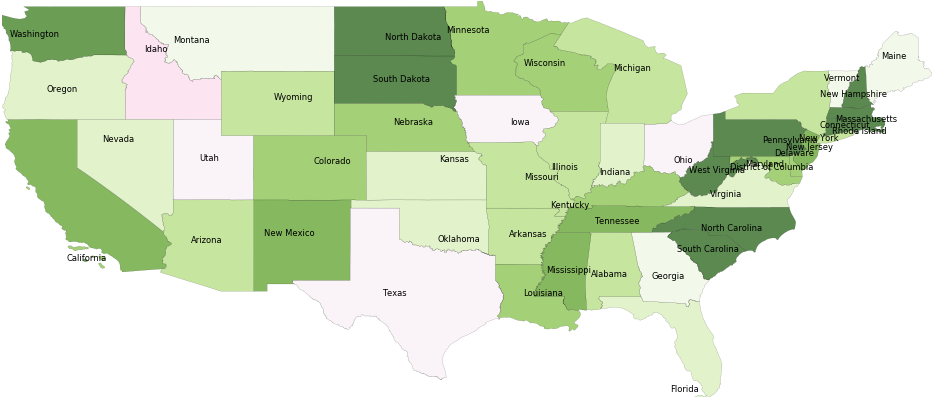 Washington
Montana
North Dakota
Minnesota
Idaho
Maine
Oregon
South Dakota
Wisconsin
Michigan
Vermont
Wyoming
New Hampshire
Nebraska
Iowa
Massachusetts
Connecticut
Rhode Island
Nevada
Pennsylvania
New York
New Jersey
Utah
Colorado
Kansas
Ohio
Delaware
Illinois
Indiana
West Virginia
Maryland
District of Columbia
Missouri
Virginia
Kentucky
Tennessee
North Carolina
New Mexico
Arizona
Oklahoma
Arkansas
South Carolina
California
Mississippi
Alabama
Georgia
Texas
Louisiana
Florida